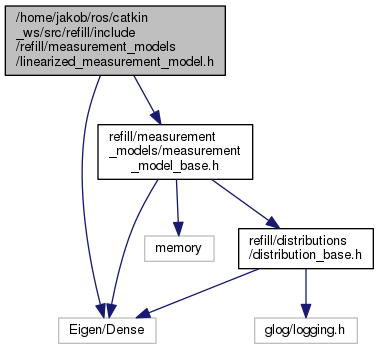 /home/jakob/ros/catkin
_ws/src/refill/include
/refill/measurement_models
/linearized_measurement_model.h
refill/measurement
_models/measurement
_model_base.h
memory
refill/distributions
/distribution_base.h
Eigen/Dense
glog/logging.h